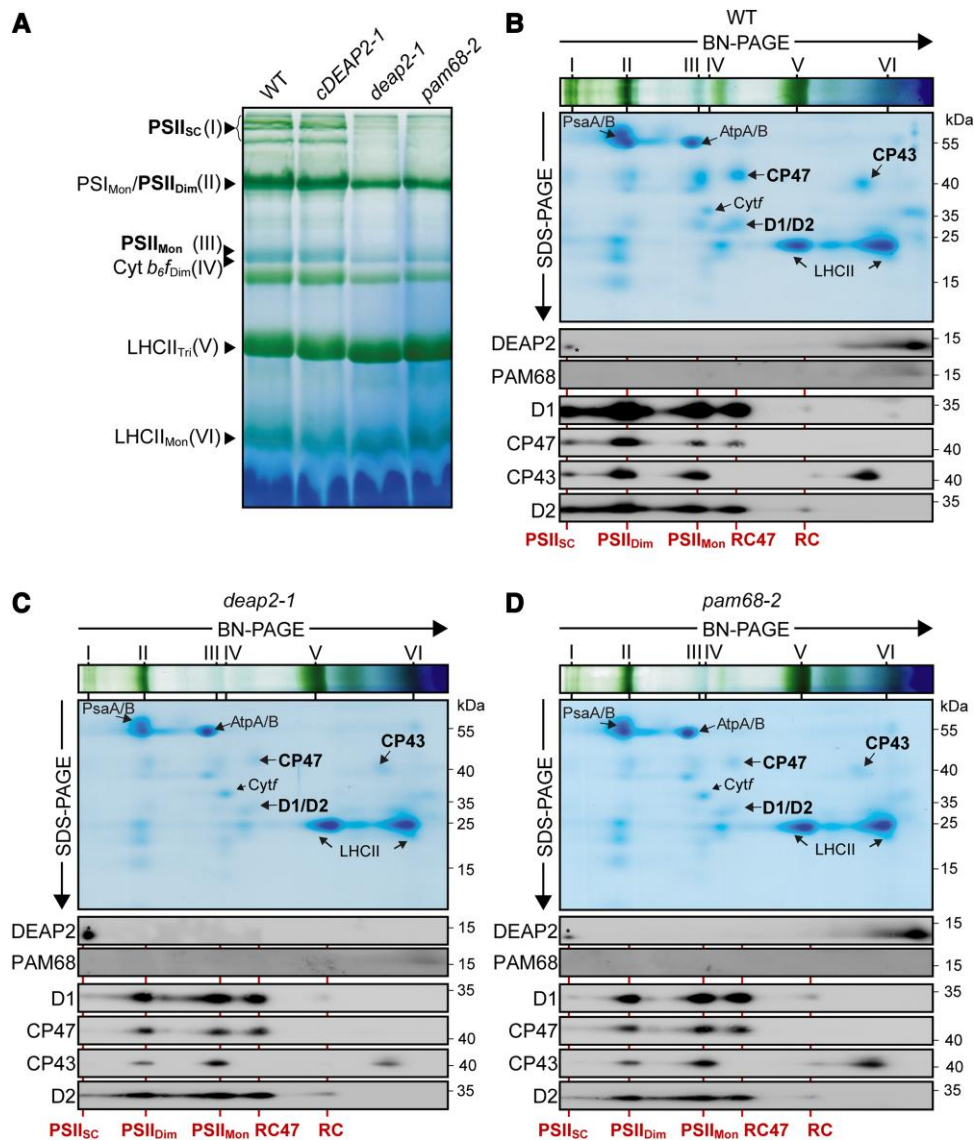 A
WT
cDEAP2-1
deap2-1
pam68-2
PSIISC(I)
PSIMon/PSIIDim(II)
PSIIMon (III)
Cyt b6fDim(IV)
LHCIITri(V)
LHCIIMon(VI)
B
WT
BN-PAGE
I II III IV V VI
SDS-PAGE
kDa
PsaA/B
AtpA/B
CP47
CP43
Cytf
D1/D2
LHCII
55
40
35
25
15
DEAP2 * 15
PAM68 15
D1 35
CP47 40
CP43 40
D2 35
PSIISC PSIIDim PSIIMon RC47 RC
C
deap2-1
BN-PAGE
I II III IV V VI
SDS-PAGE
kDa
PsaA/B
AtpA/B
CP47
CP43
Cytf
D1/D2
LHCII
55
40
35
25
15
DEAP2 * 15
PAM68 15
D1 35
CP47 40
CP43 40
D2 35
PSIISC PSIIDim PSIIMon RC47 RC
D
pam68-2
BN-PAGE
I II III IV V VI
SDS-PAGE
kDa
PsaA/B
AtpA/B
CP47
CP43
Cytf
D1/D2
LHCII
55
40
35
25
15
DEAP2 * 15
PAM68 15
D1 35
CP47 40
CP43 40
D2 35
PSIISC PSIIDim PSIIMon RC47 RC